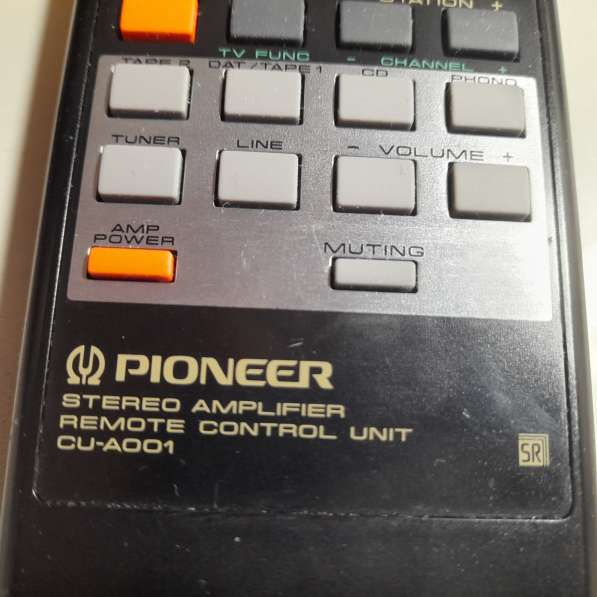 STATION +
TV FUNC - CHANNEL +
TAPE 2 DAT/TAPE 1 CD PHONO
TUNER LINE - VOLUME +
AMP
POWER MUTING
PIONEER
STEREO AMPLIFIER
REMOTE CONTROL UNIT
CU-A001
SR